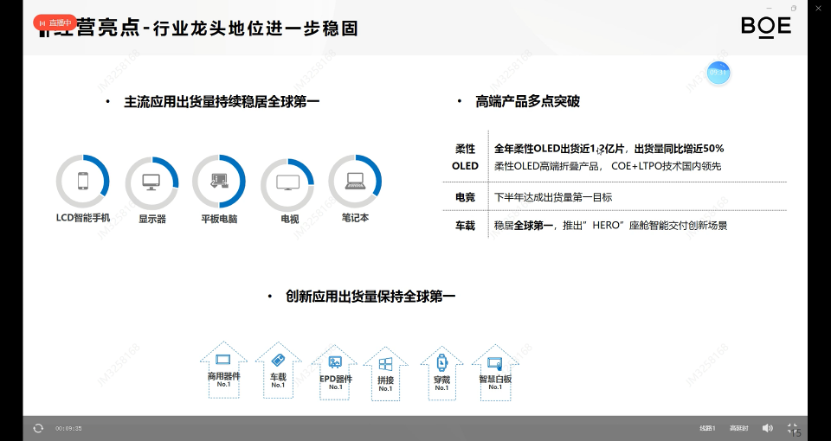 直播中
经营亮点-行业龙头地位进一步稳固
BOE
• 主流应用出货量持续稳居全球第一
LCD智能手机
显示器
平板电脑
电视
笔记本
• 高端产品多点突破
柔性
OLED
全年柔性OLED出货近1.2亿片，出货量同比增近50%
柔性OLED高端折叠产品， COE+LTPO技术国内领先
电竞
下半年达成出货量第一目标
车载
稳居全球第一，推出”HERO”座舱智能交付创新场景
• 创新应用出货量保持全球第一
商用器件
No.1
车载
No.1
EPD器件
No.1
拼接
No.1
穿戴
No.1
智慧白板
No.1
JM3258168
00:09:35
线路1
高延时
15